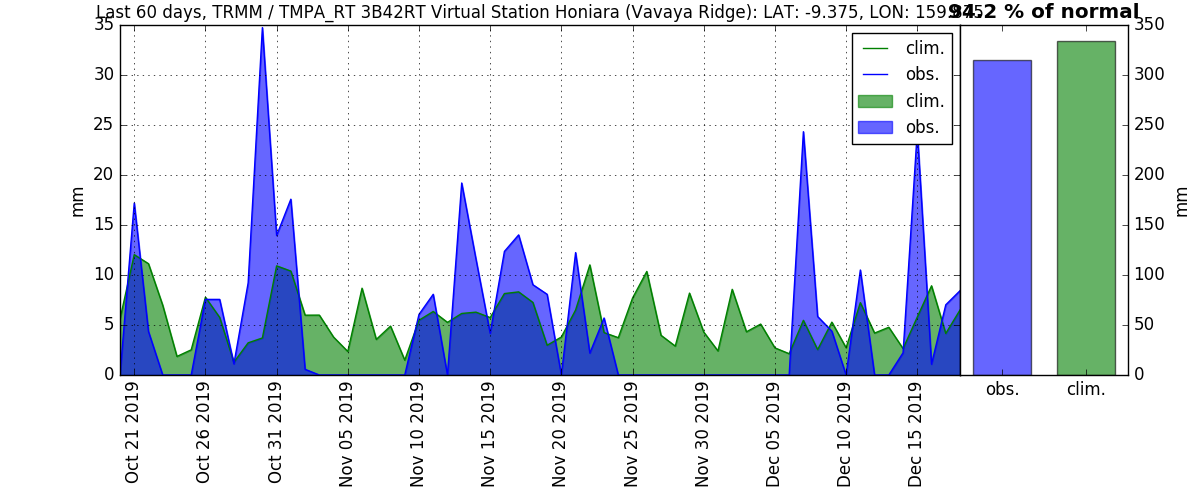 Last 60 days, TRMM / TMPA_RT 3B42RT Virtual Station Honiara (Vavaya Ridge): LAT: -9.375, LON:
94.2 % of normal
35
30
25
20
15
10
5
0
mm
clim.
obs.
clim.
obs.
350
300
250
200
150
100
50
0
mm
obs.
clim.
Oct 21 2019
Oct 26 2019
Oct 31 2019
Nov 05 2019
Nov 10 2019
Nov 15 2019
Nov 20 2019
Nov 25 2019
Nov 30 2019
Dec 05 2019
Dec 10 2019
Dec 15 2019